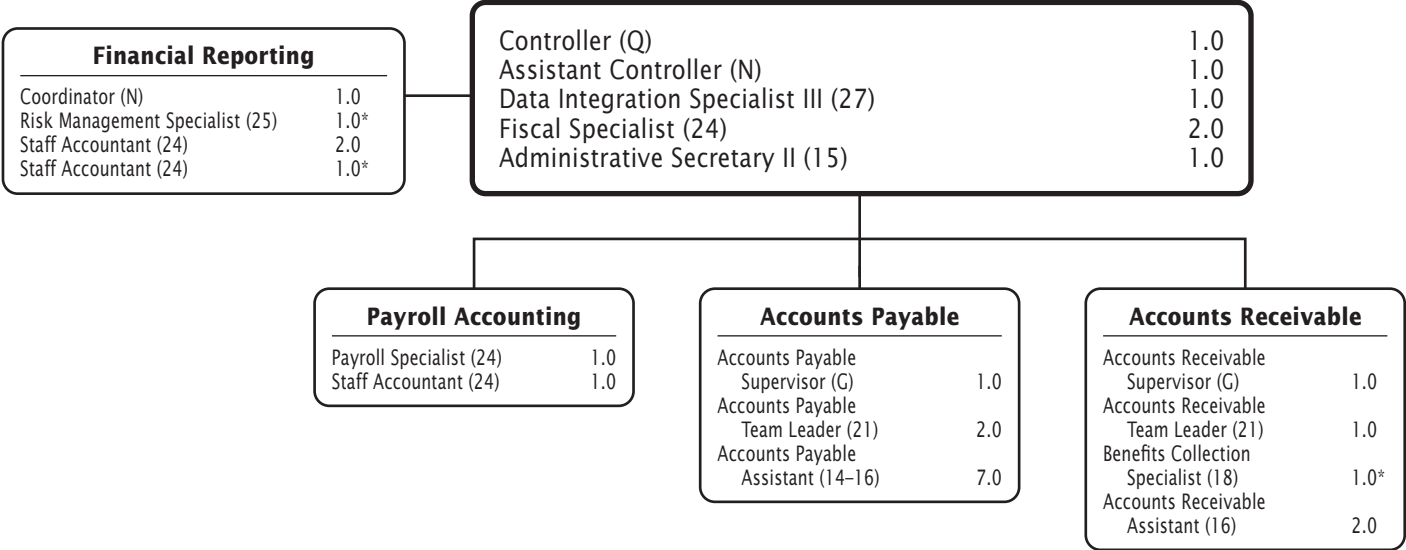 Financial Reporting
Coordinator (N) 1.0
Risk Management Specialist (25) 1.0*
Staff Accountant (24) 2.0
Staff Accountant (24) 1.0*
Controller (Q) 1.0
Assistant Controller (N) 1.0
Data Integration Specialist III (27) 1.0
Fiscal Specialist (24) 2.0
Administrative Secretary II (15) 1.0
Payroll Accounting
Payroll Specialist (24) 1.0
Staff Accountant (24) 1.0
Accounts Payable
Accounts Payable
Supervisor (G) 1.0
Accounts Payable
Team Leader (21) 2.0
Accounts Payable
Assistant (14–16) 7.0
Accounts Receivable
Accounts Receivable
Supervisor (G) 1.0
Accounts Receivable
Team Leader (21) 1.0
Benefits Collection
Specialist (18) 1.0*
Accounts Receivable
Assistant (16) 2.0